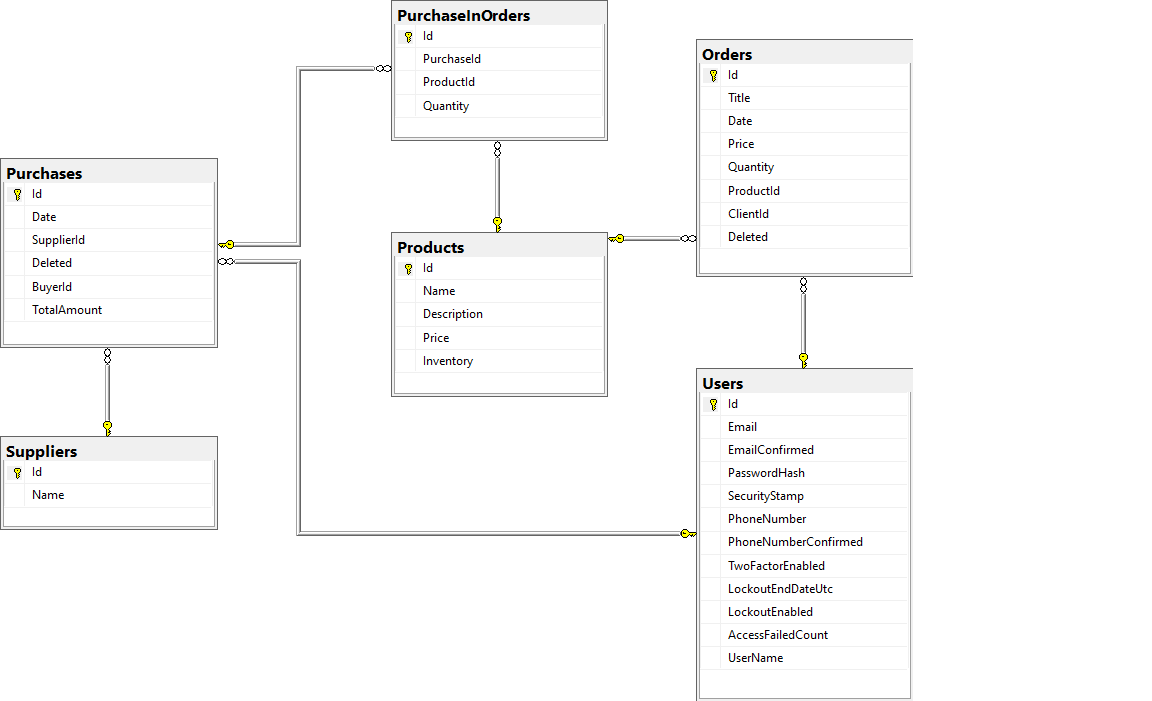 PurchaseInOrders
Id
PurchaseId
ProductId
Quantity
Orders
Id
Title
Date
Price
Quantity
ProductId
ClientId
Deleted
Purchases
Id
Date
SupplierId
Deleted
BuyerId
TotalAmount
Products
Id
Name
Description
Price
Inventory
Users
Id
Email
EmailConfirmed
PasswordHash
SecurityStamp
PhoneNumber
PhoneNumberConfirmed
TwoFactorEnabled
LockoutEndDateUtc
LockoutEnabled
AccessFailedCount
UserName
Suppliers
Id
Name